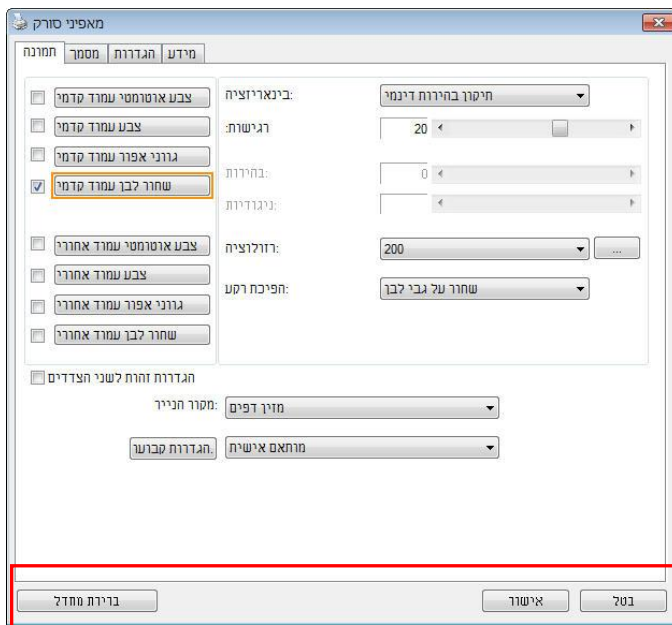 מאפיני סורק
תמונה מסמך הגדרות מידע
צבע אוטומטי עמוד קדמי
צבע עמוד קדמי
גווני אפור עמוד קדמי
שחור לבן עמוד קדמי
צבע אוטומטי עמוד אחורי
צבע עמוד אחורי
גווני אפור עמוד אחורי
שחור לבן עמוד אחורי
בינאריזציה: תיקון בהירות דינמי
רגישות: 20
בהירות: 0
ניגודיות:
רזולוציה: 200 ...
הפיכת רקע: שחור על גבי לבן
הגדרות זהות לשני הצדדים
מקור הנייר: מזין דפים
הגדרות קבוער. מותאם אישית
ברירת מחדל אישור בטל